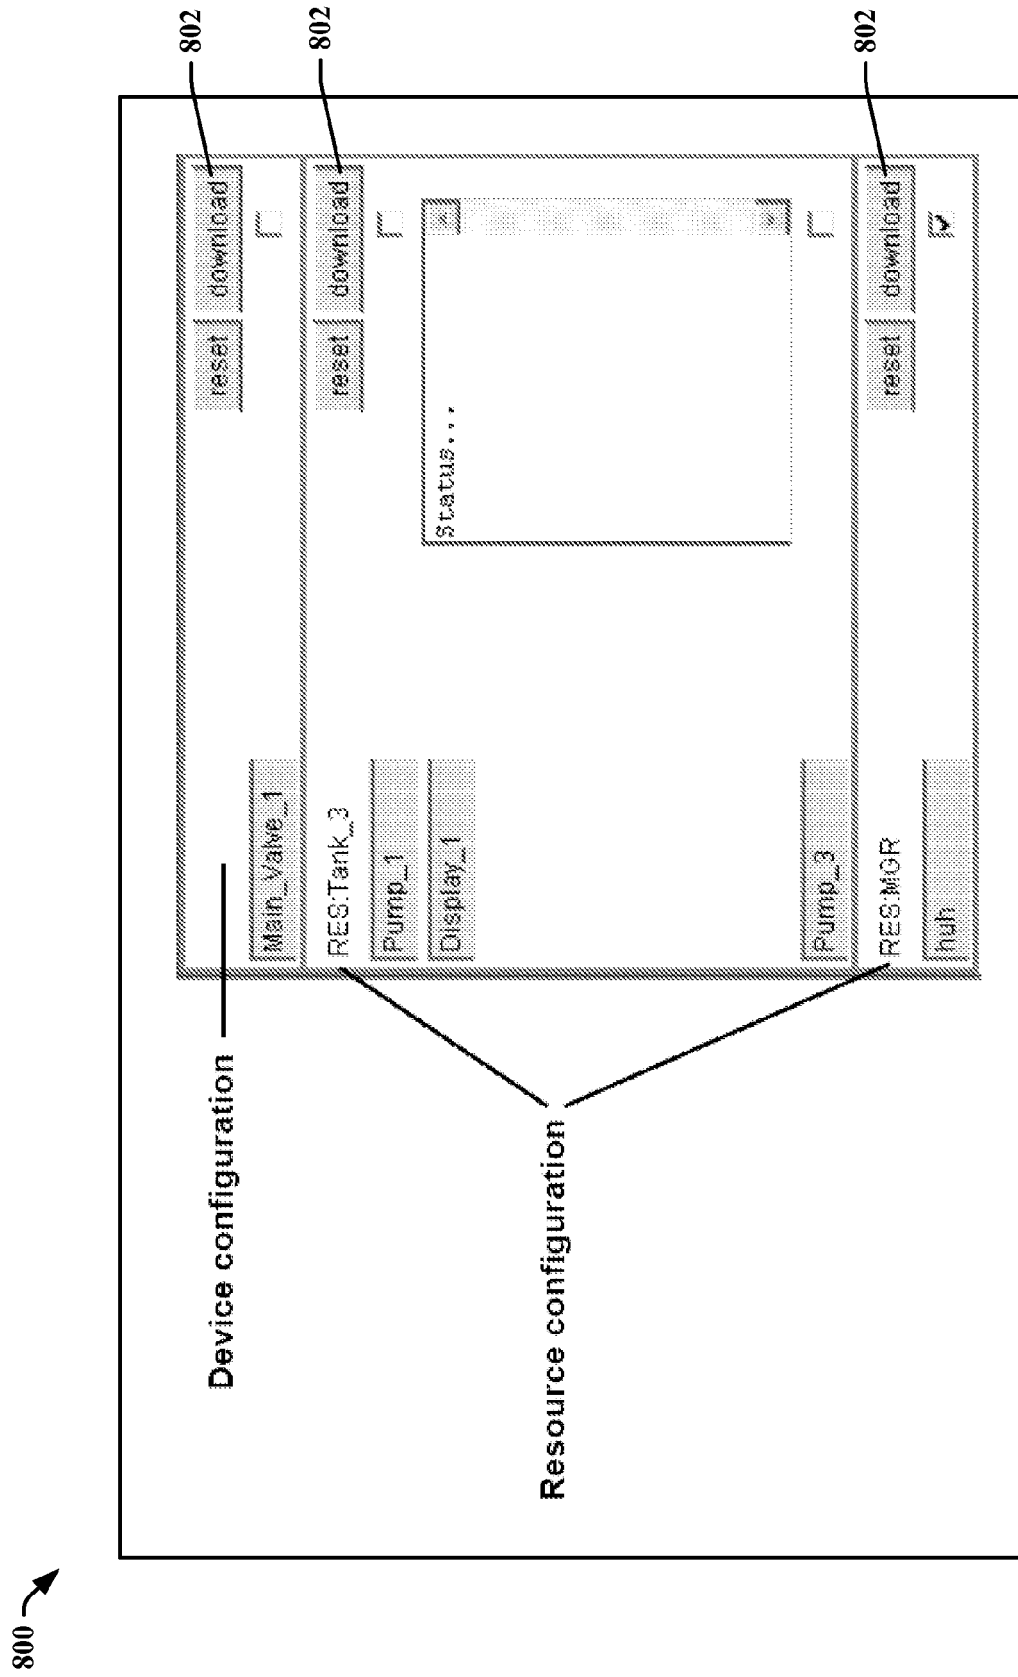 800
802
reset download
Device configuration
Main_Valve_1
802
RES:Tank_3 reset download
Pump_1
Display_1 Status...
Resource configuration
Pump_3
802
RES:MGR reset download
huh